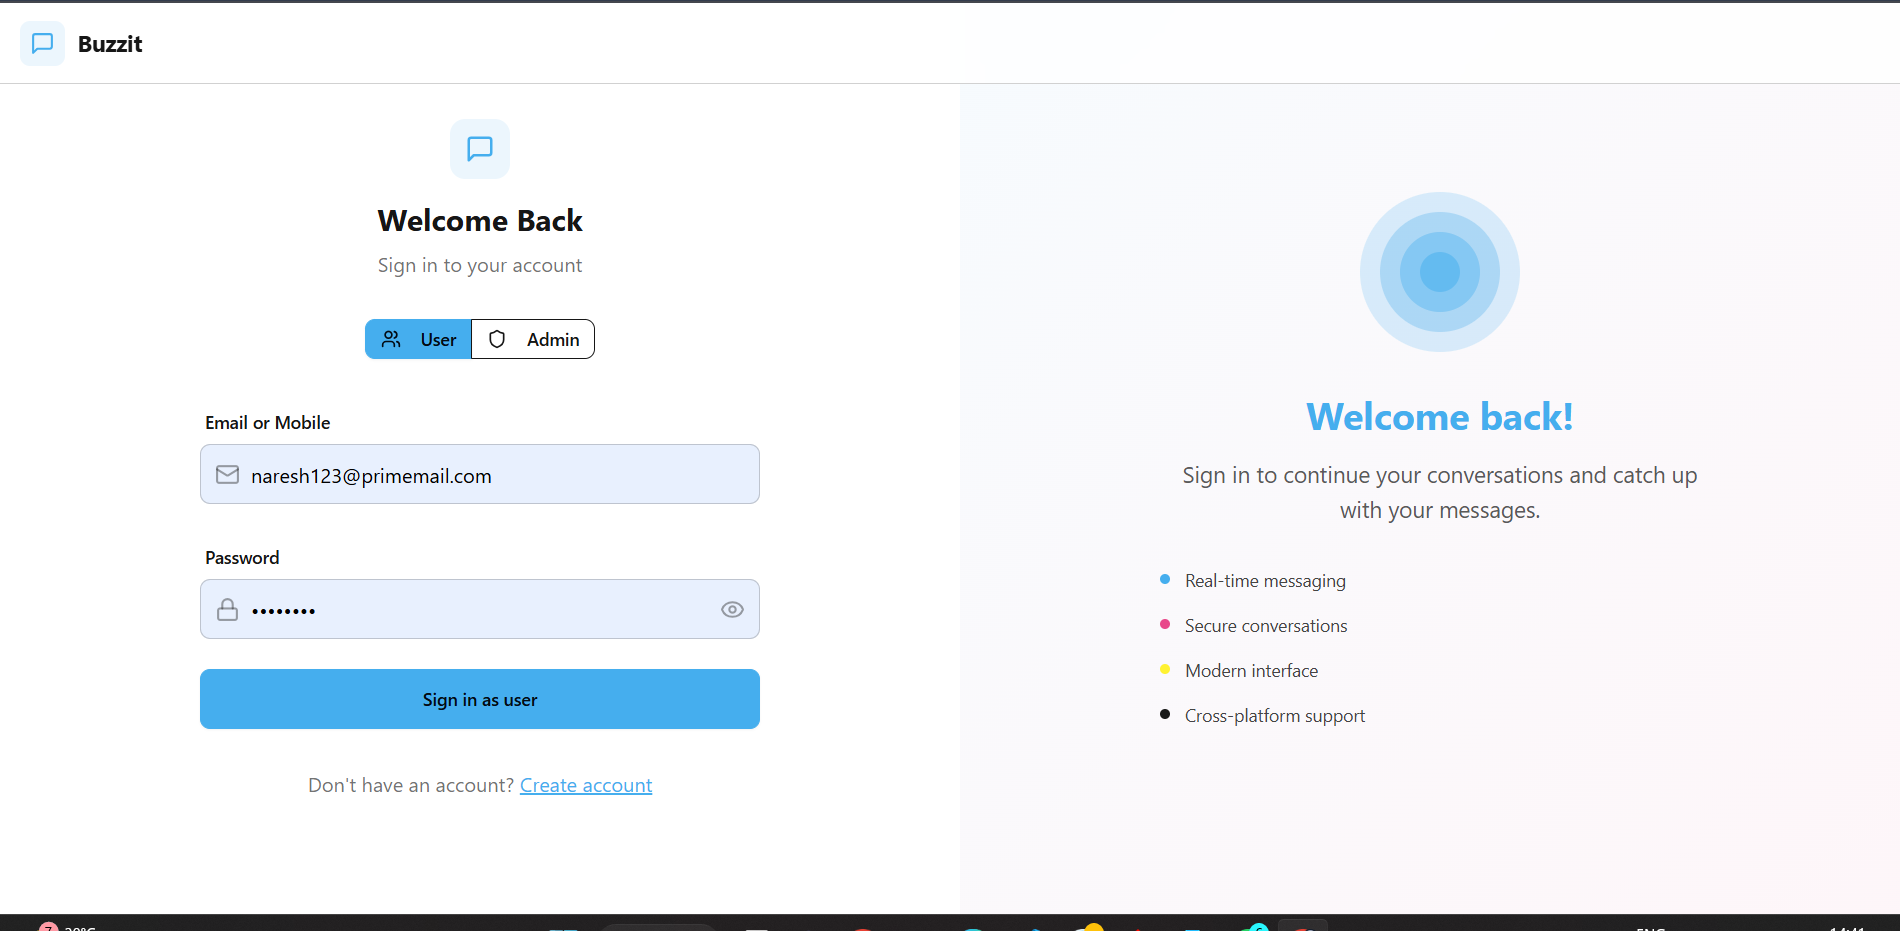 Buzzit
Welcome Back
Sign in to your account
User
Admin
Email or Mobile
naresh123@primemail.com
Password
••••••••
Sign in as user
Don't have an account? Create account
Welcome back!
Sign in to continue your conversations and catch up
with your messages.
Real-time messaging
Secure conversations
Modern interface
Cross-platform support